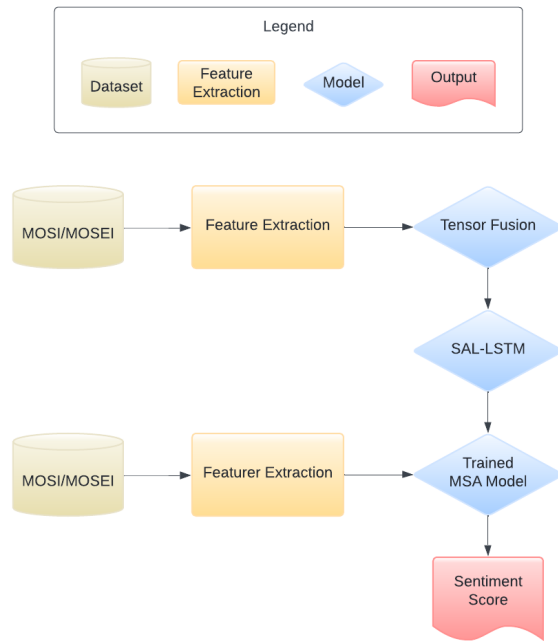 Legend
Dataset
Feature
Extraction
Model
Output
MOSI/MOSEI
Feature Extraction
Tensor Fusion
SAL-LSTM
MOSI/MOSEI
Featurer Extraction
Trained
MSA Model
Sentiment
Score